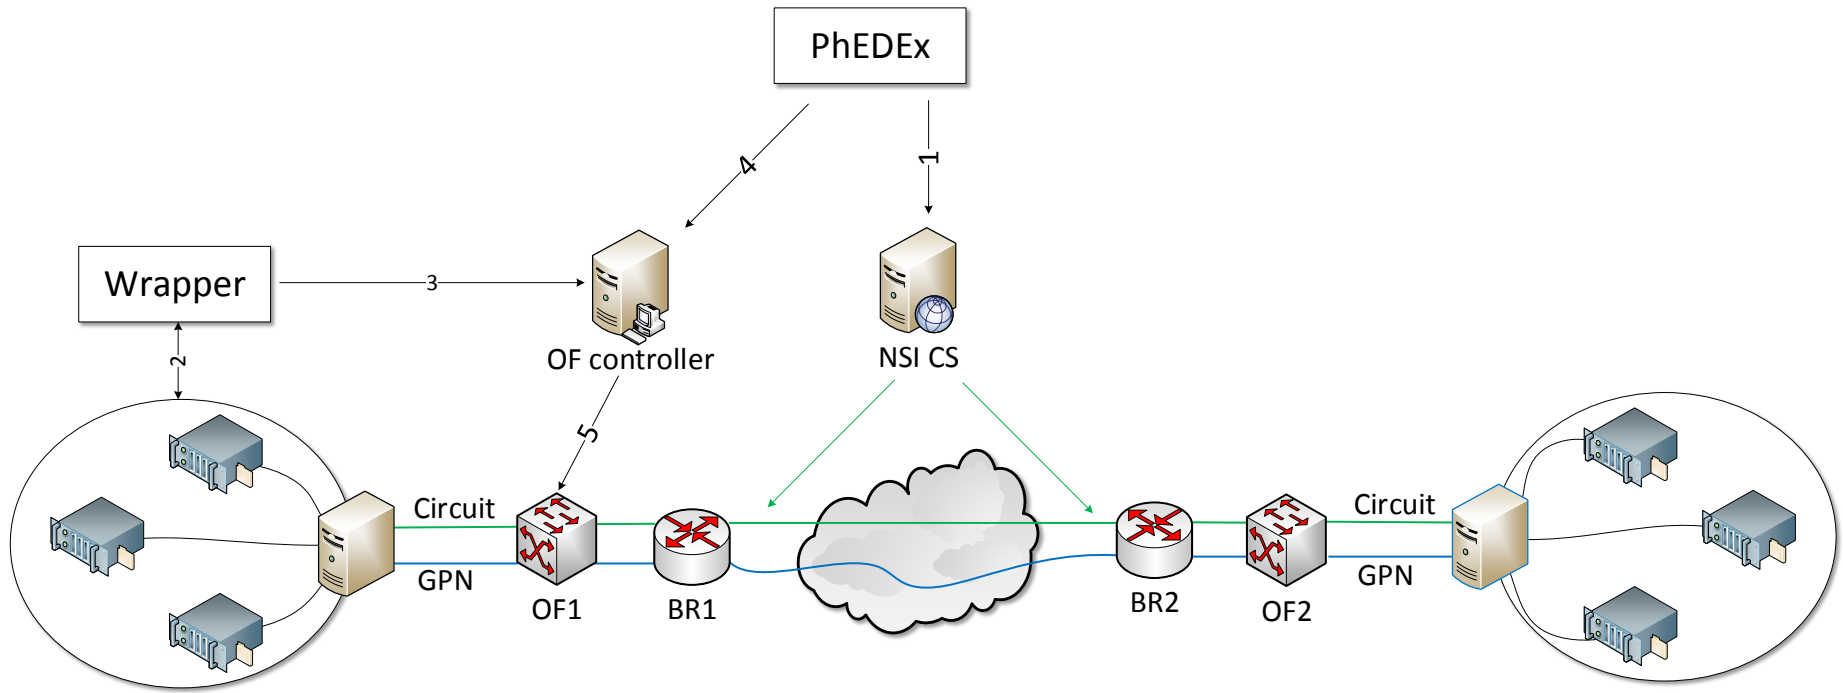 PhEDEx
4
1
Wrapper
3
2
OF controller
NSI CS
5
Circuit
GPN
OF1
BR1
BR2
OF2
Circuit
GPN